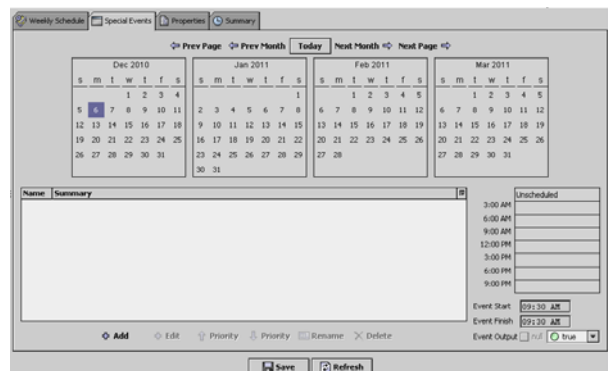 Weekly Schedule Special Events Properties Summary
Prev Page Prev Month Today Next Month Next Page
Dec 2010 Jan 2011 Feb 2011 Mar 2011
s m t w t f s s m t w t f s s m t w t f s s m t w t f s
1 2 3 4 1 1 2 3 4 5 1 2 3 4 5
5 6 7 8 9 10 11 2 3 4 5 6 7 8 6 7 8 9 10 11 12 6 7 8 9 10 11 12
12 13 14 15 16 17 18 9 10 11 12 13 14 15 13 14 15 16 17 18 19 13 14 15 16 17 18 19
19 20 21 22 23 24 25 16 17 18 19 20 21 22 20 21 22 23 24 25 26 20 21 22 23 24 25 26
26 27 28 29 30 31 23 24 25 26 27 28 29 27 28 27 28 29 30 31
30 31
Name Summary
Unscheduled
3:00 AM
6:00 AM
9:00 AM
12:00 PM
3:00 PM
6:00 PM
9:00 PM
Event Start 09:30 AM
Event Finish 09:30 AM
Add Edit Priority Priority Rename Delete
Event Output null true
Save Refresh